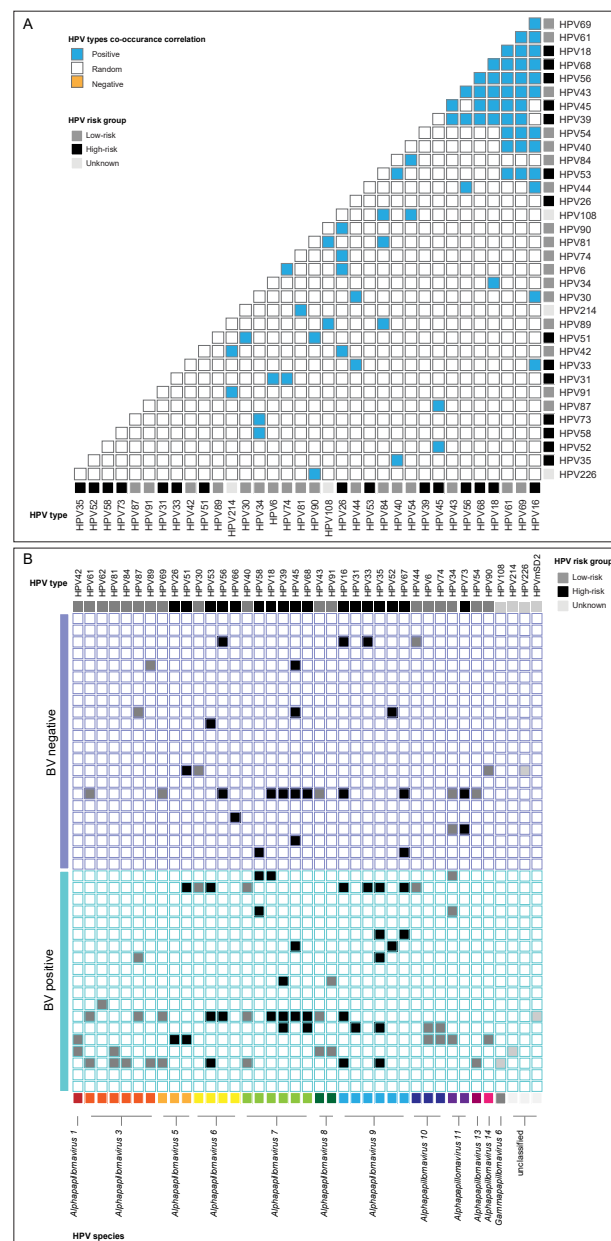 A
HPV types co-occurance correlation
Positive
Random
Negative
HPV risk group
Low-risk
High-risk
Unknown
HPV69
HPV61
HPV18
HPV68
HPV56
HPV43
HPV45
HPV39
HPV54
HPV40
HPV84
HPV53
HPV44
HPV26
HPV108
HPV90
HPV81
HPV74
HPV6
HPV34
HPV30
HPV214
HPV89
HPV51
HPV42
HPV33
HPV31
HPV91
HPV87
HPV73
HPV58
HPV52
HPV35
HPV226
HPV type
HPV35
HPV52
HPV58
HPV73
HPV87
HPV91
HPV31
HPV33
HPV42
HPV51
HPV89
HPV214
HPV30
HPV34
HPV6
HPV74
HPV81
HPV90
HPV108
HPV26
HPV44
HPV53
HPV84
HPV40
HPV54
HPV39
HPV45
HPV43
HPV56
HPV68
HPV18
HPV61
HPV69
HPV16
B
HPV type
HPV42
HPV61
HPV62
HPV81
HPV84
HPV87
HPV89
HPV69
HPV26
HPV51
HPV30
HPV53
HPV56
HPV66
HPV40
HPV58
HPV18
HPV39
HPV45
HPV68
HPV43
HPV91
HPV16
HPV31
HPV33
HPV35
HPV52
HPV67
HPV44
HPV6
HPV74
HPV34
HPV73
HPV54
HPV90
HPV108
HPV214
HPV226
HPVmSD2
HPV risk group
Low-risk
High-risk
Unknown
BV negative
BV positive
Alphapapillomavirus 1
Alphapapillomavirus 3
Alphapapillomavirus 5
Alphapapillomavirus 6
Alphapapillomavirus 7
Alphapapillomavirus 8
Alphapapillomavirus 9
Alphapapillomavirus 10
Alphapapillomavirus 11
Alphapapillomavirus 13
Alphapapillomavirus 14
Gammapapillomavirus 6
unclassified
HPV species